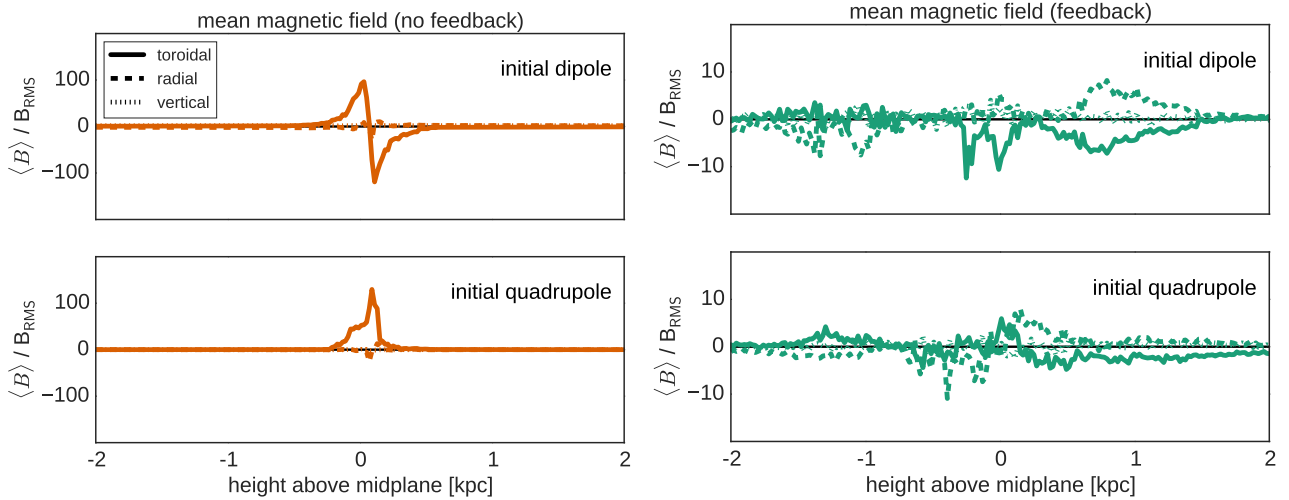 mean magnetic field (no feedback)
toroidal
radial
vertical
initial dipole
100
0
−100
⟨B⟩ / B_RMS
initial quadrupole
100
0
−100
⟨B⟩ / B_RMS
-2 -1 0 1 2
height above midplane [kpc]
mean magnetic field (feedback)
initial dipole
10
0
−10
⟨B⟩ / B_RMS
initial quadrupole
10
0
−10
⟨B⟩ / B_RMS
-2 -1 0 1 2
height above midplane [kpc]